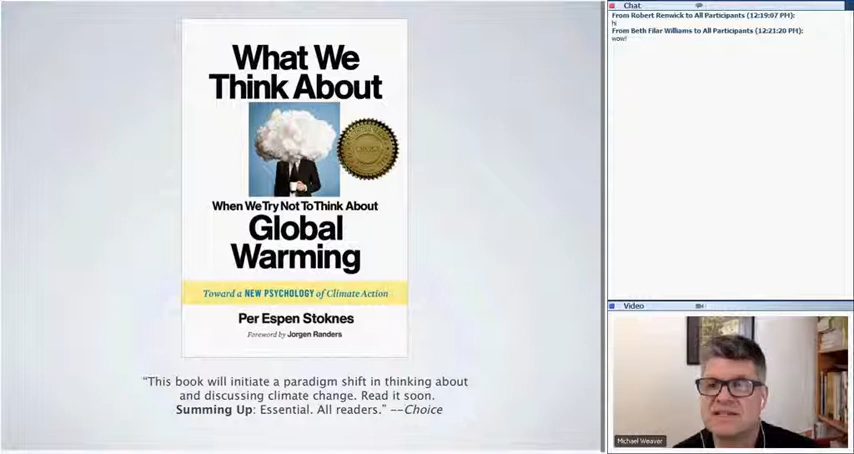 What We
Think About
When We Try Not To Think About
Global
Warming
Toward a NEW PSYCHOLOGY of Climate Action
Per Espen Stoknes
Foreword by Jorgen Randers
“This book will initiate a paradigm shift in thinking about
and discussing climate change. Read it soon.
Summing Up: Essential. All readers.” --Choice
Chat
From Robert Renwick to All Participants (12:19:07 PM):
hi
From Beth Filar Williams to All Participants (12:21:20 PM):
wow!
Video
Michael Weaver